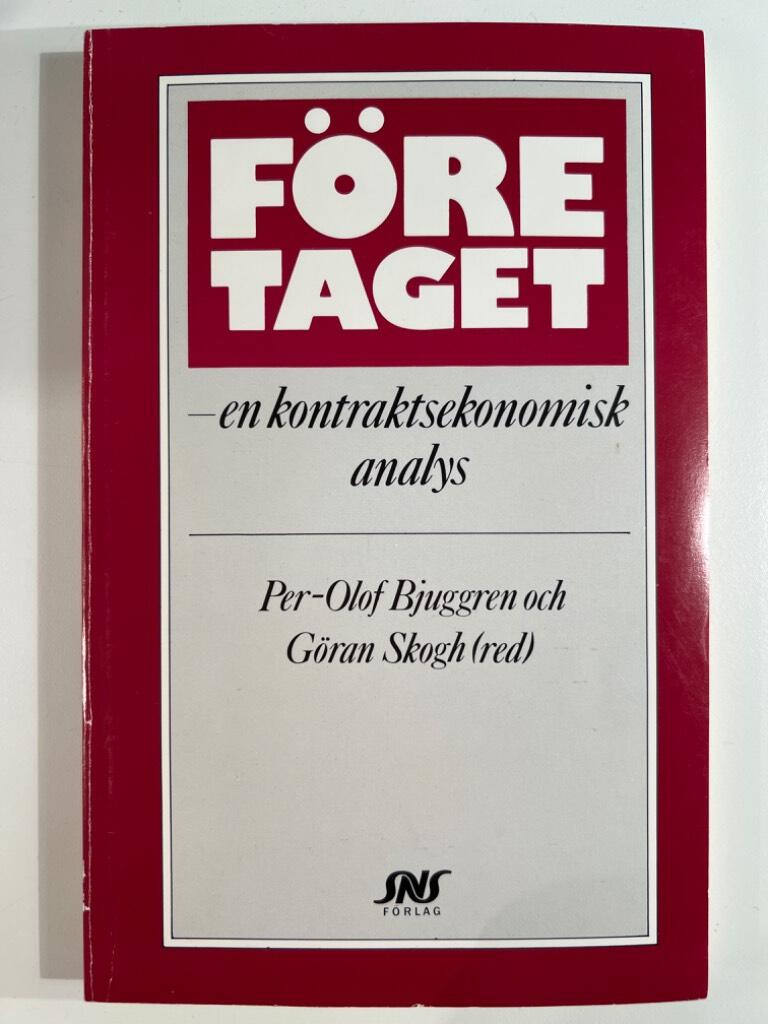 FÖRE
TAGET
– en kontraktsekonomisk
analys
Per-Olof Bjuggren och
Göran Skogh (red)
SNS
FÖRLAG